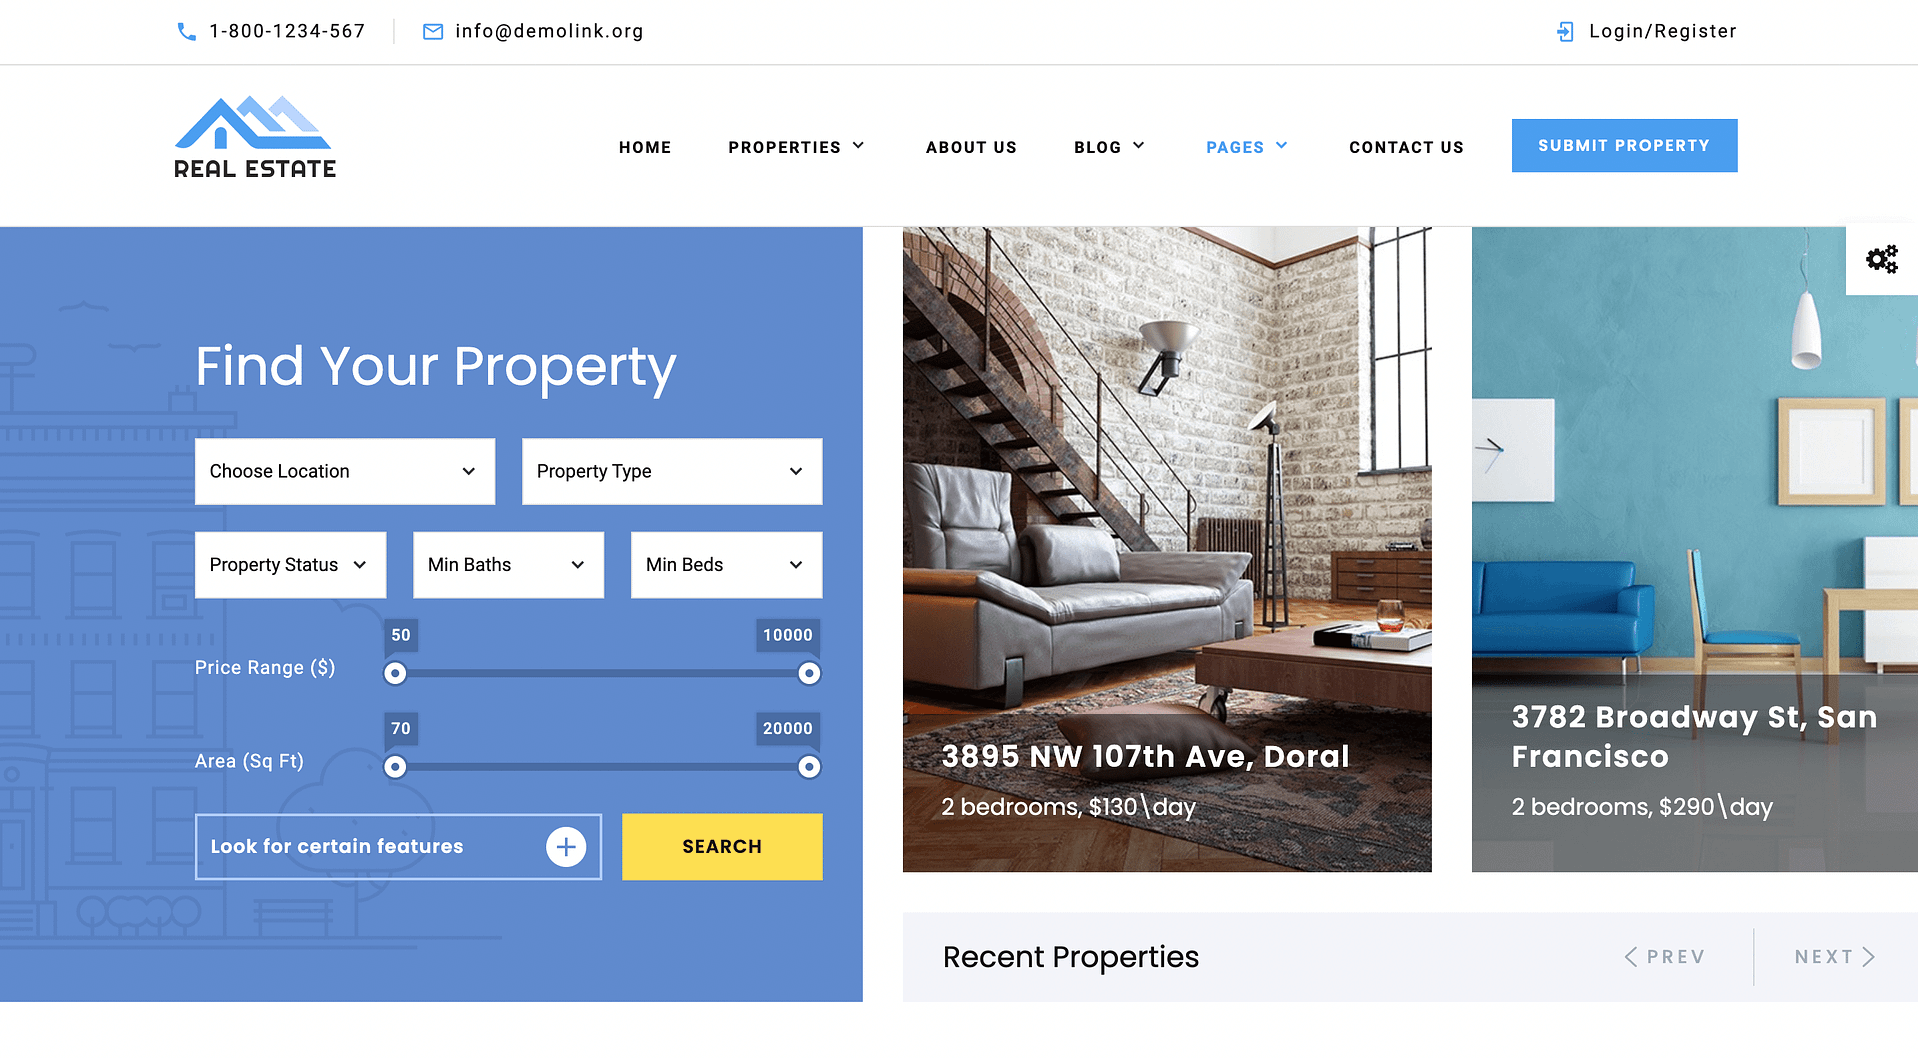 1-800-1234-567
info@demolink.org
Login/Register
REAL ESTATE
HOME
PROPERTIES
ABOUT US
BLOG
PAGES
CONTACT US
SUBMIT PROPERTY
Find Your Property
Choose Location
Property Type
Property Status
Min Baths
Min Beds
50
10000
Price Range ($)
70
20000
Area (Sq Ft)
Look for certain features
SEARCH
3895 NW 107th Ave, Doral
2 bedrooms, $130\day
3782 Broadway St, San
Francisco
2 bedrooms, $290\day
Recent Properties
PREV
NEXT